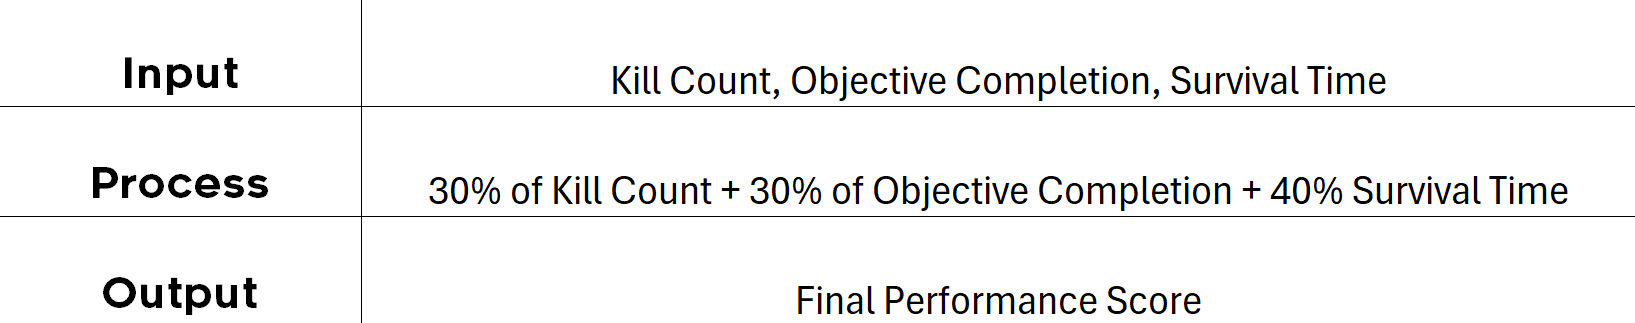 Input
Kill Count, Objective Completion, Survival Time
Process
30% of Kill Count + 30% of Objective Completion + 40% Survival Time
Output
Final Performance Score